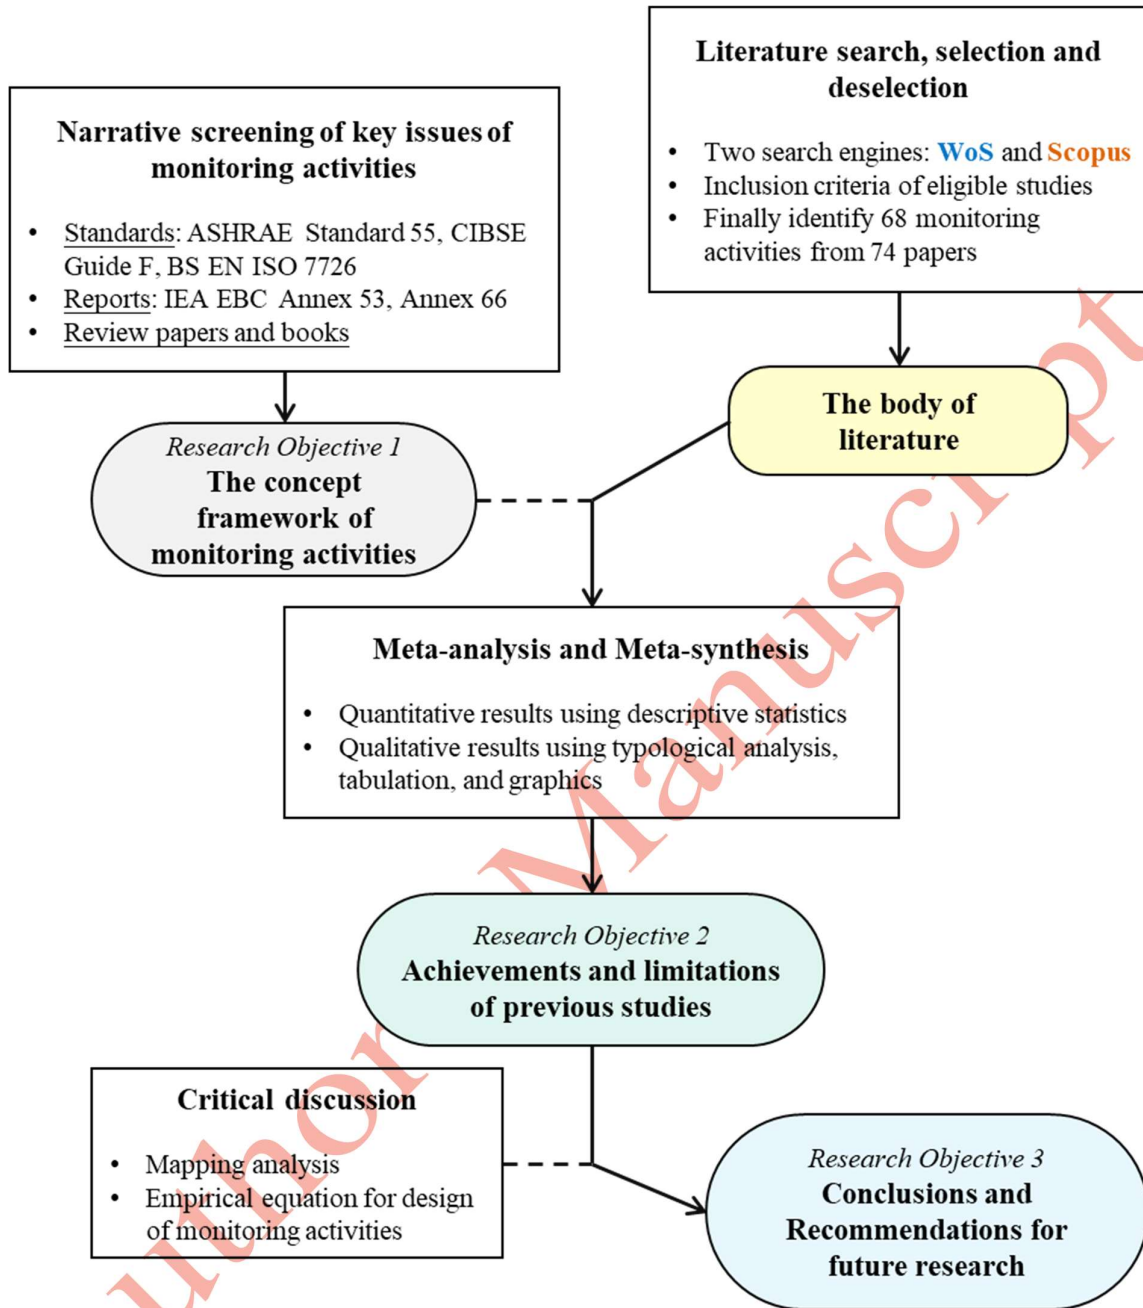 Literature search, selection and
deselection
• Two search engines: WoS and Scopus
• Inclusion criteria of eligible studies
• Finally identify 68 monitoring
activities from 74 papers
Narrative screening of key issues of
monitoring activities
• Standards: ASHRAE Standard 55, CIBSE
Guide F, BS EN ISO 7726
• Reports: IEA EBC Annex 53, Annex 66
• Review papers and books
The body of
literature
Research Objective 1
The concept
framework of
monitoring activities
Meta-analysis and Meta-synthesis
• Quantitative results using descriptive statistics
• Qualitative results using typological analysis,
tabulation, and graphics
Research Objective 2
Achievements and limitations
of previous studies
Critical discussion
• Mapping analysis
• Empirical equation for design
of monitoring activities
Research Objective 3
Conclusions and
Recommendations for
future research
uthor Manuscript